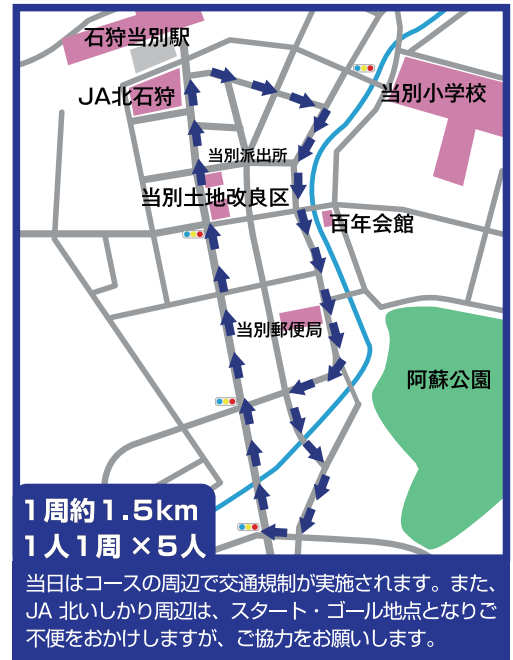 石狩当別駅
JA北石狩
当別小学校
当別派出所
当別土地改良区
百年会館
当別郵便局
阿蘇公園
1周約1.5km
1人1周×5人
当日はコースの周辺で交通規制が実施されます。また、
JA 北いしかり周辺は、スタート・ゴール地点となりご
不便をおかけしますが、ご協力をお願いします。